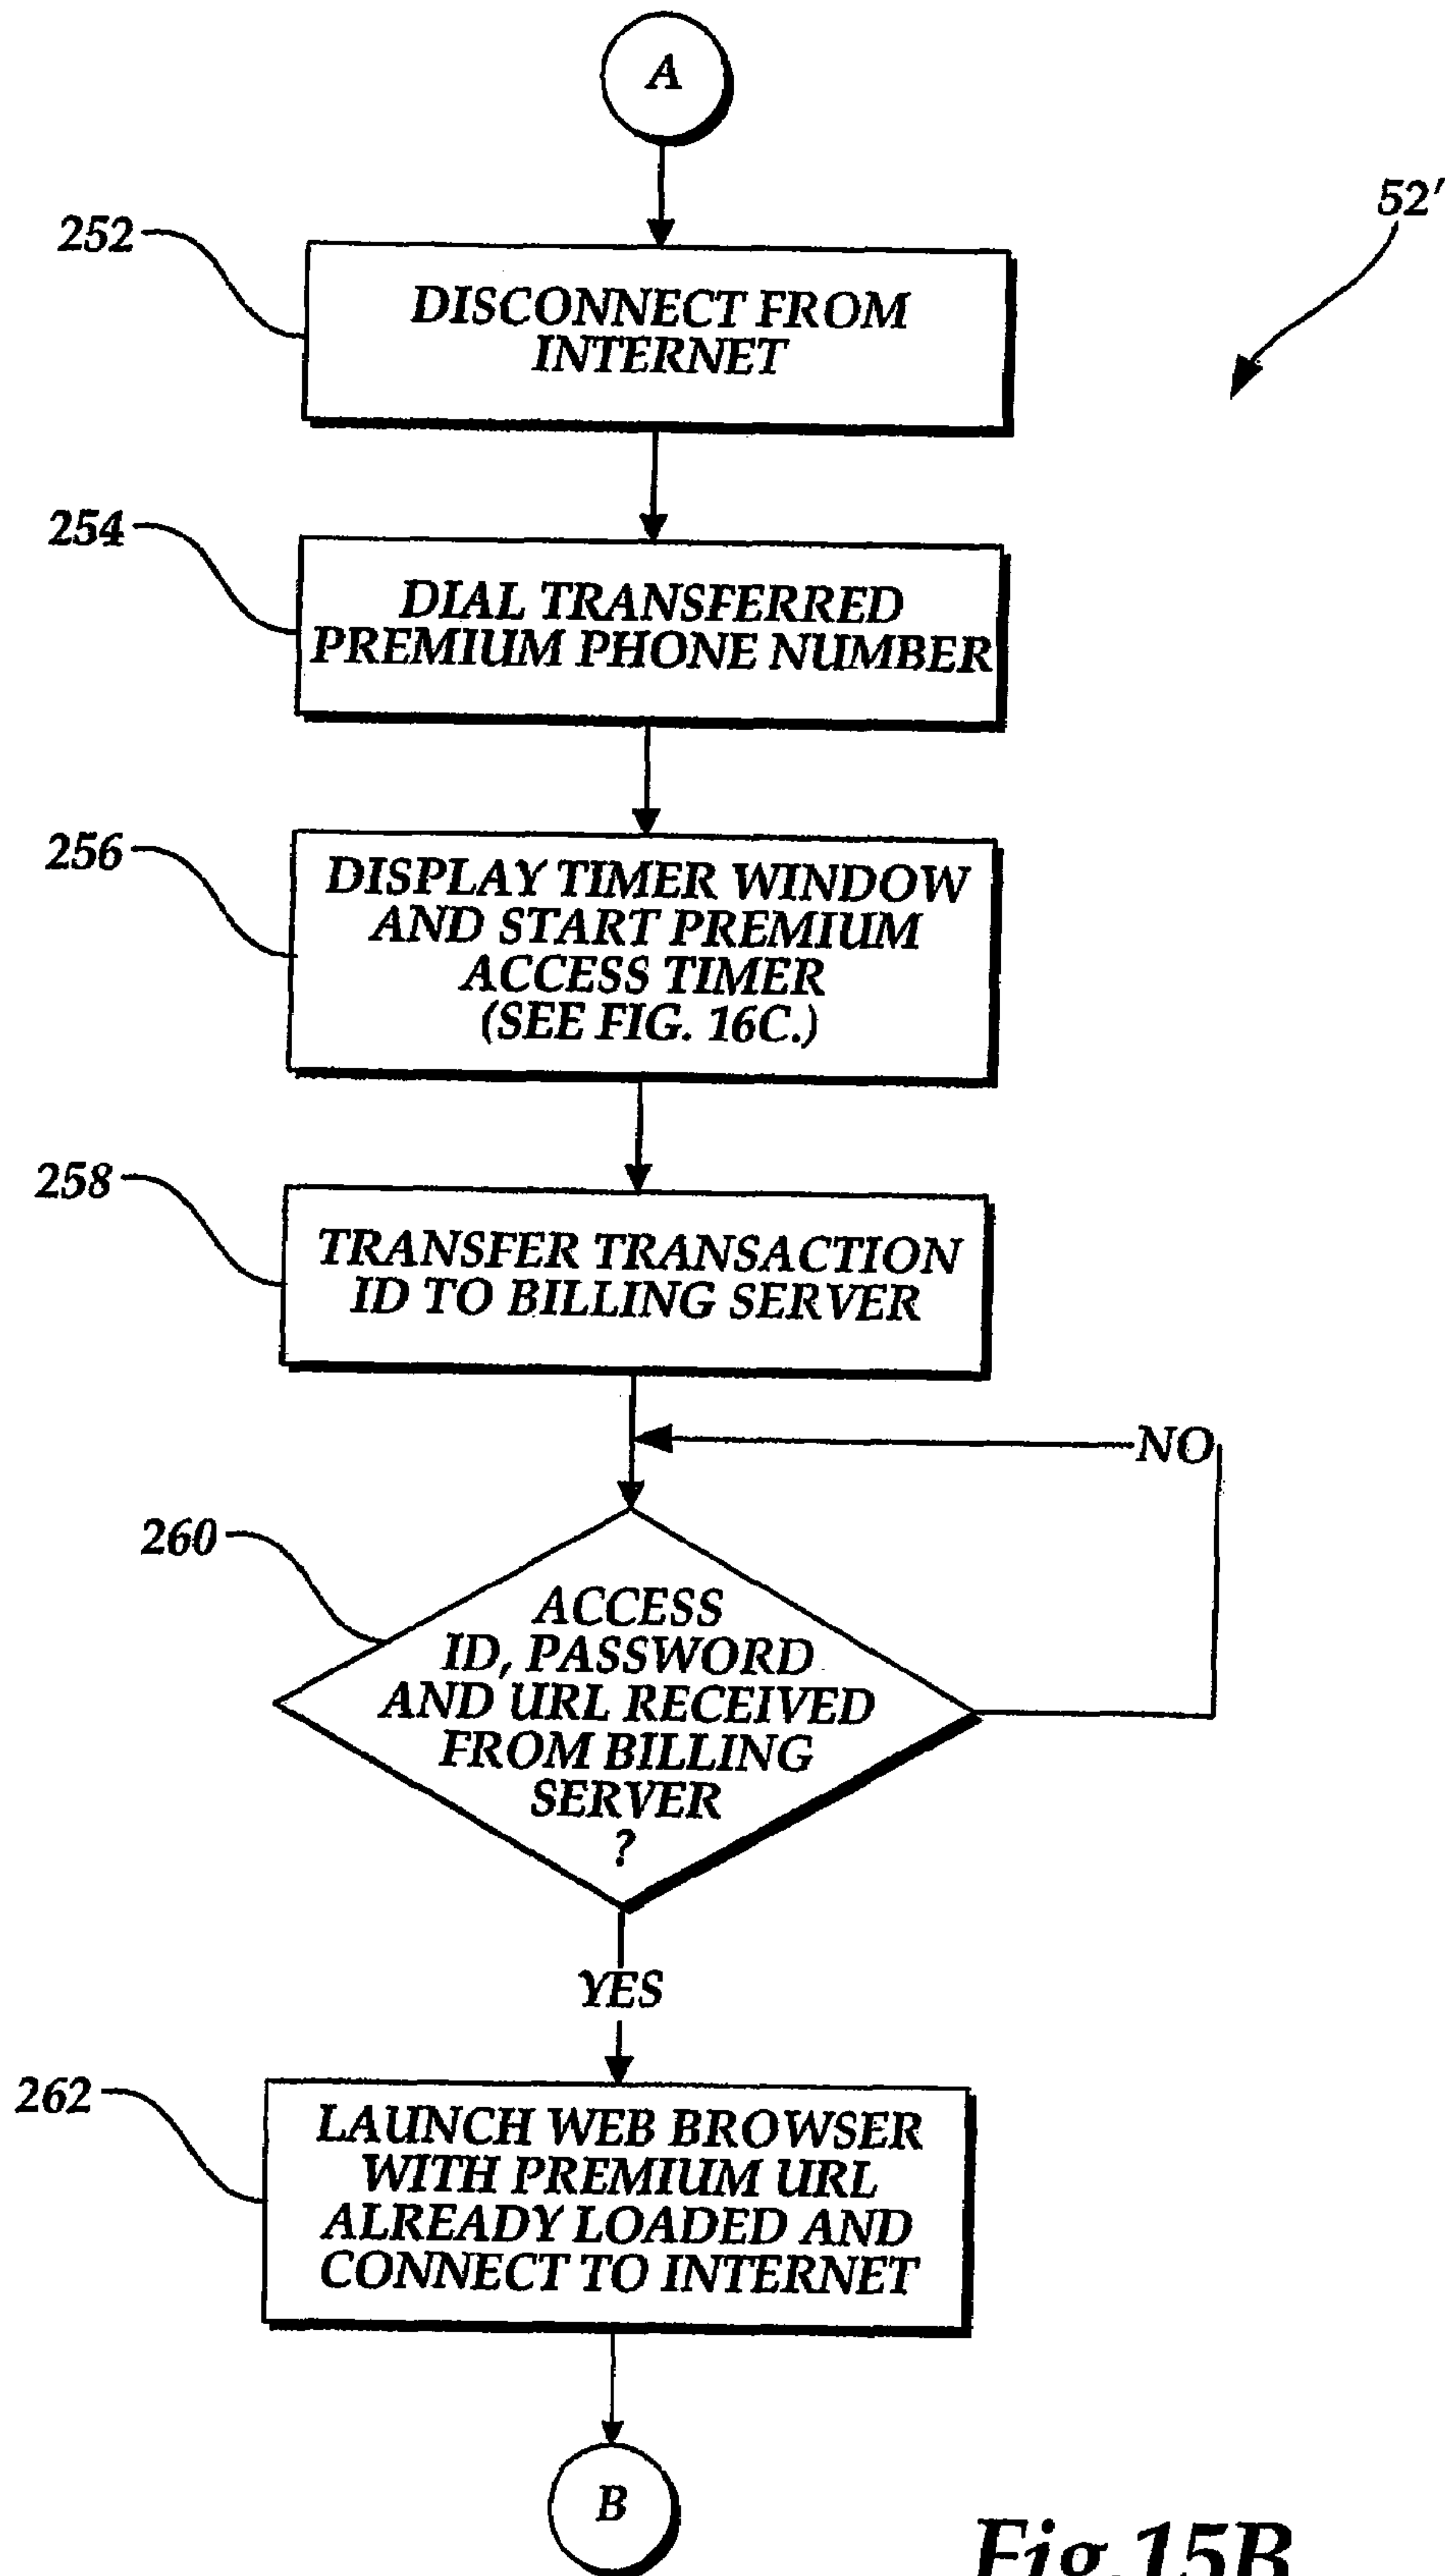 A
52'
252
DISCONNECT FROM
INTERNET
254
DIAL TRANSFERRED
PREMIUM PHONE NUMBER
256
DISPLAY TIMER WINDOW
AND START PREMIUM
ACCESS TIMER
(SEE FIG. 16C.)
258
TRANSFER TRANSACTION
ID TO BILLING SERVER
NO
260
ACCESS
ID, PASSWORD
AND URL RECEIVED
FROM BILLING
SERVER
?
YES
262
LAUNCH WEB BROWSER
WITH PREMIUM URL
ALREADY LOADED AND
CONNECT TO INTERNET
B
Fig.15B